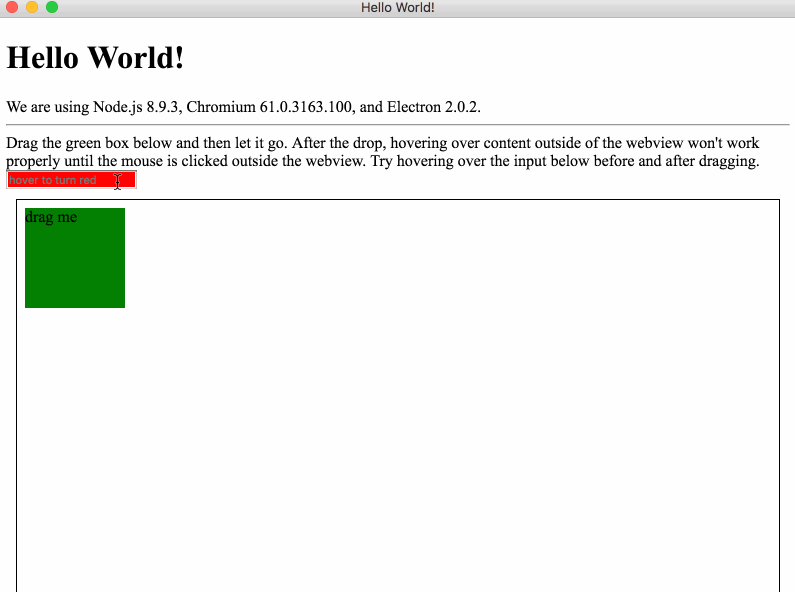 Hello World!
Hello World!
We are using Node.js 8.9.3, Chromium 61.0.3163.100, and Electron 2.0.2.
Drag the green box below and then let it go. After the drop, hovering over content outside of the webview won't work
properly until the mouse is clicked outside the webview. Try hovering over the input below before and after dragging.
hover to turn red
drag me